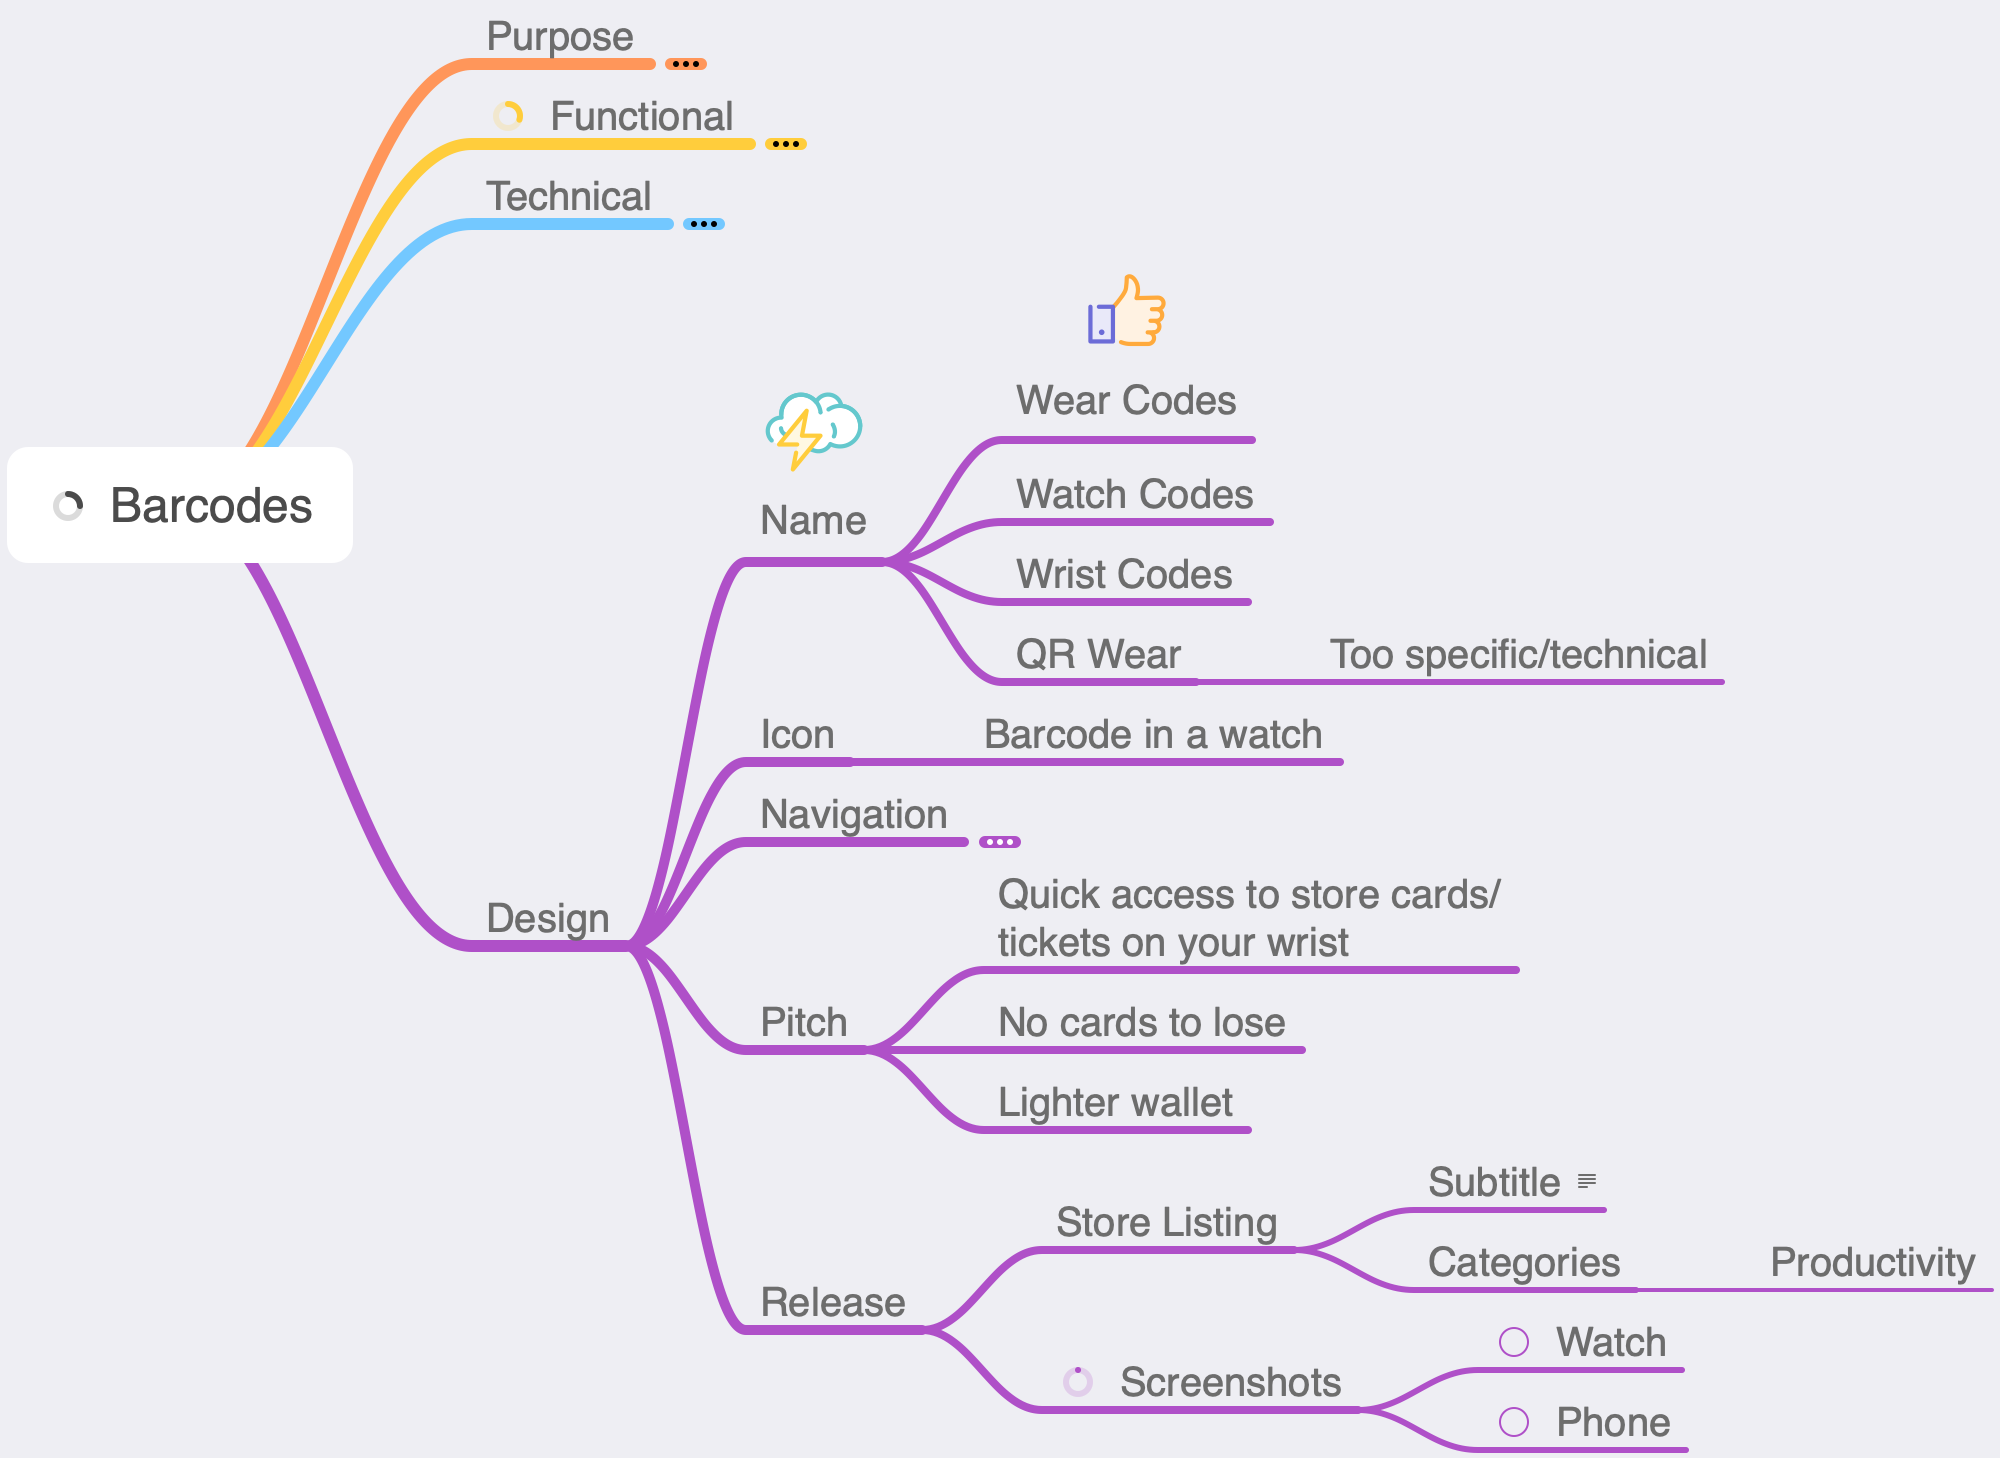 Purpose
Functional
Technical
Barcodes
Design
Name
Wear Codes
Watch Codes
Wrist Codes
QR Wear
Too specific/technical
Icon
Barcode in a watch
Navigation
Pitch
Quick access to store cards/
tickets on your wrist
No cards to lose
Lighter wallet
Release
Store Listing
Subtitle
Categories
Productivity
Screenshots
Watch
Phone